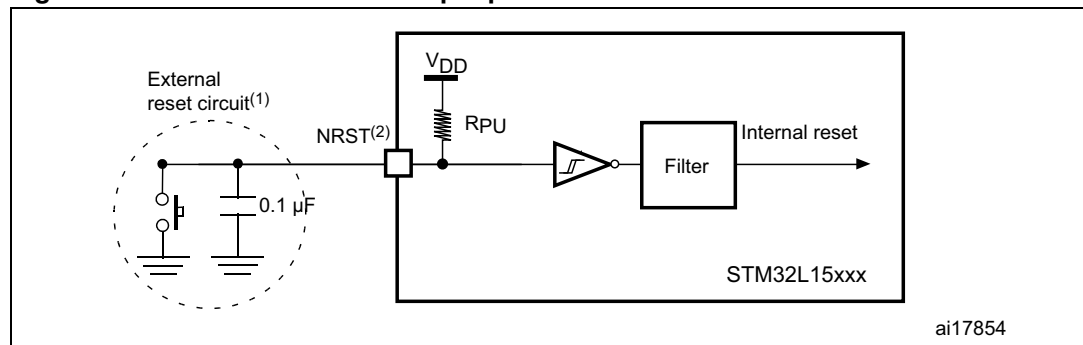 External
reset circuit(1)
VDD
NRST(2)
RPU
Internal reset
Filter
0.1 µF
STM32L15xxx
ai17854